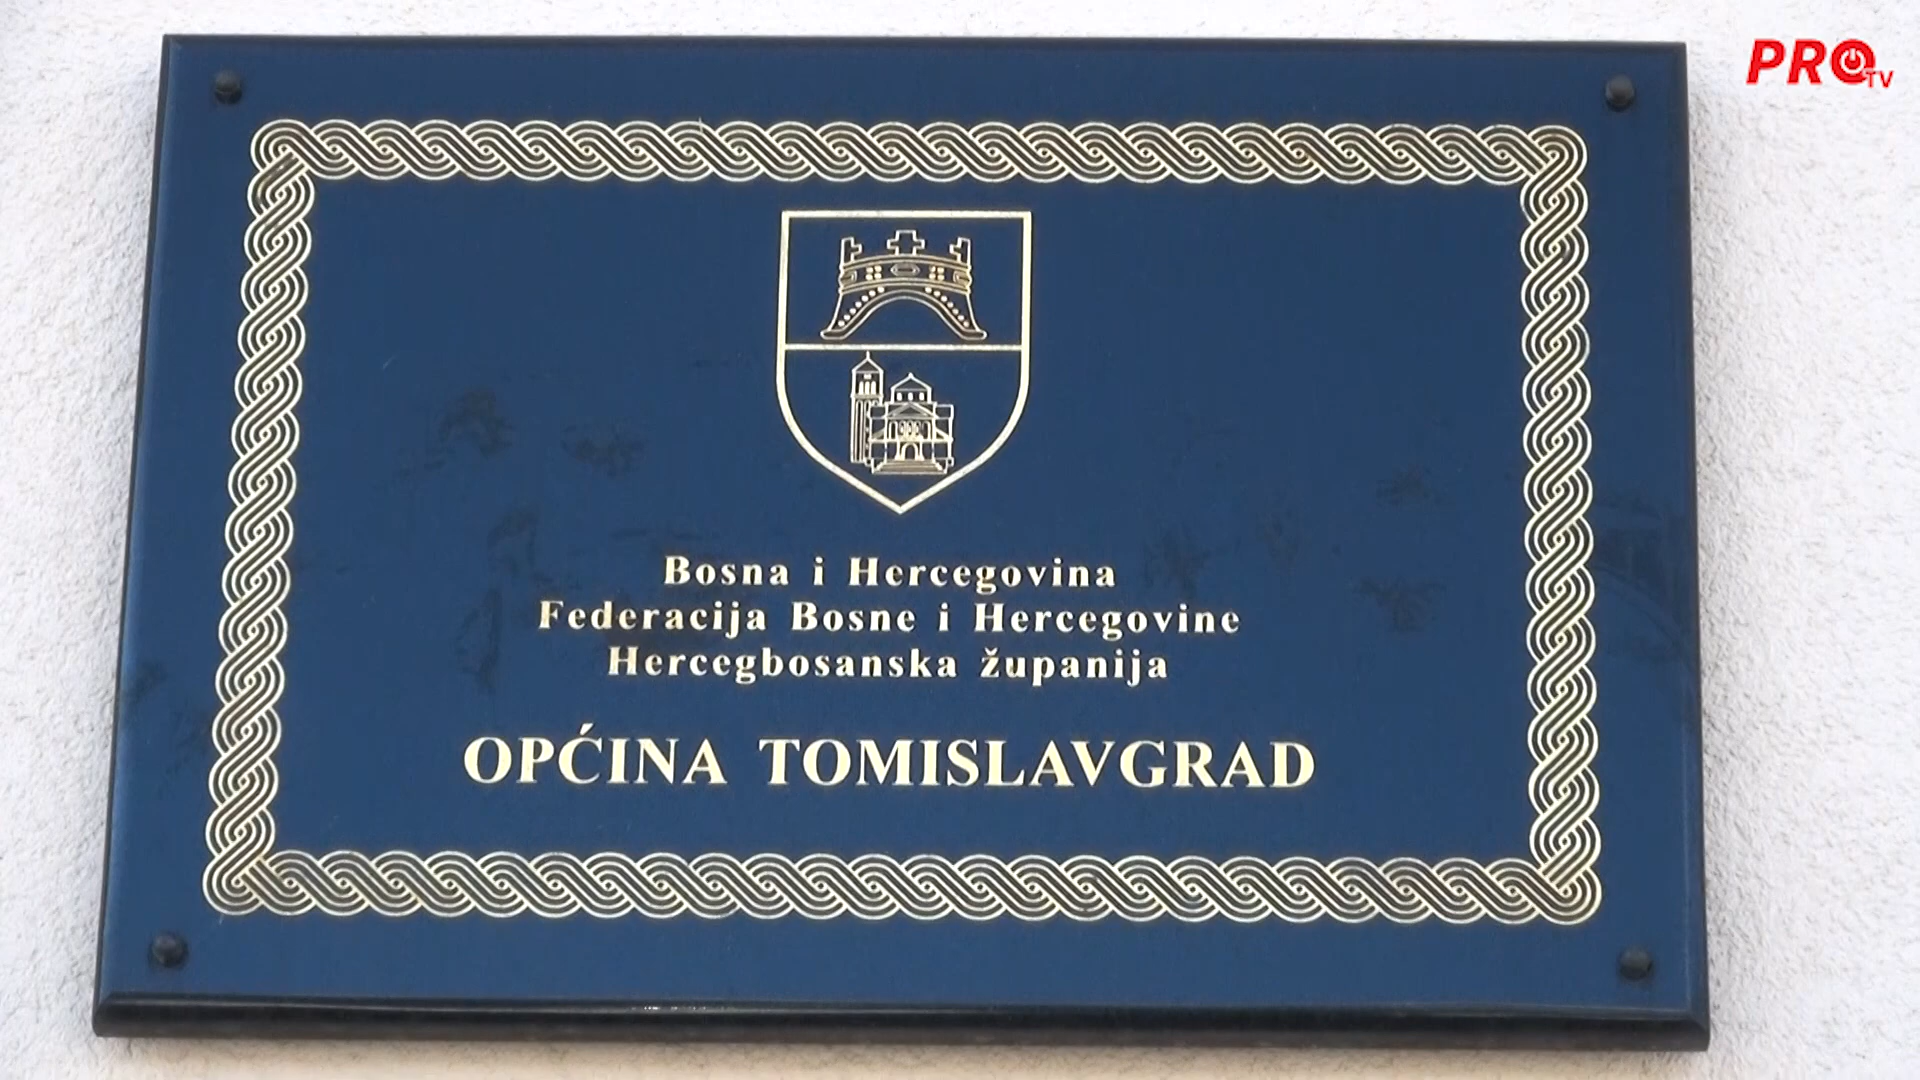 PRO TV
Bosna i Hercegovina
Federacija Bosne i Hercegovine
Hercegbosanska županija
OPĆINA TOMISLAVGRAD